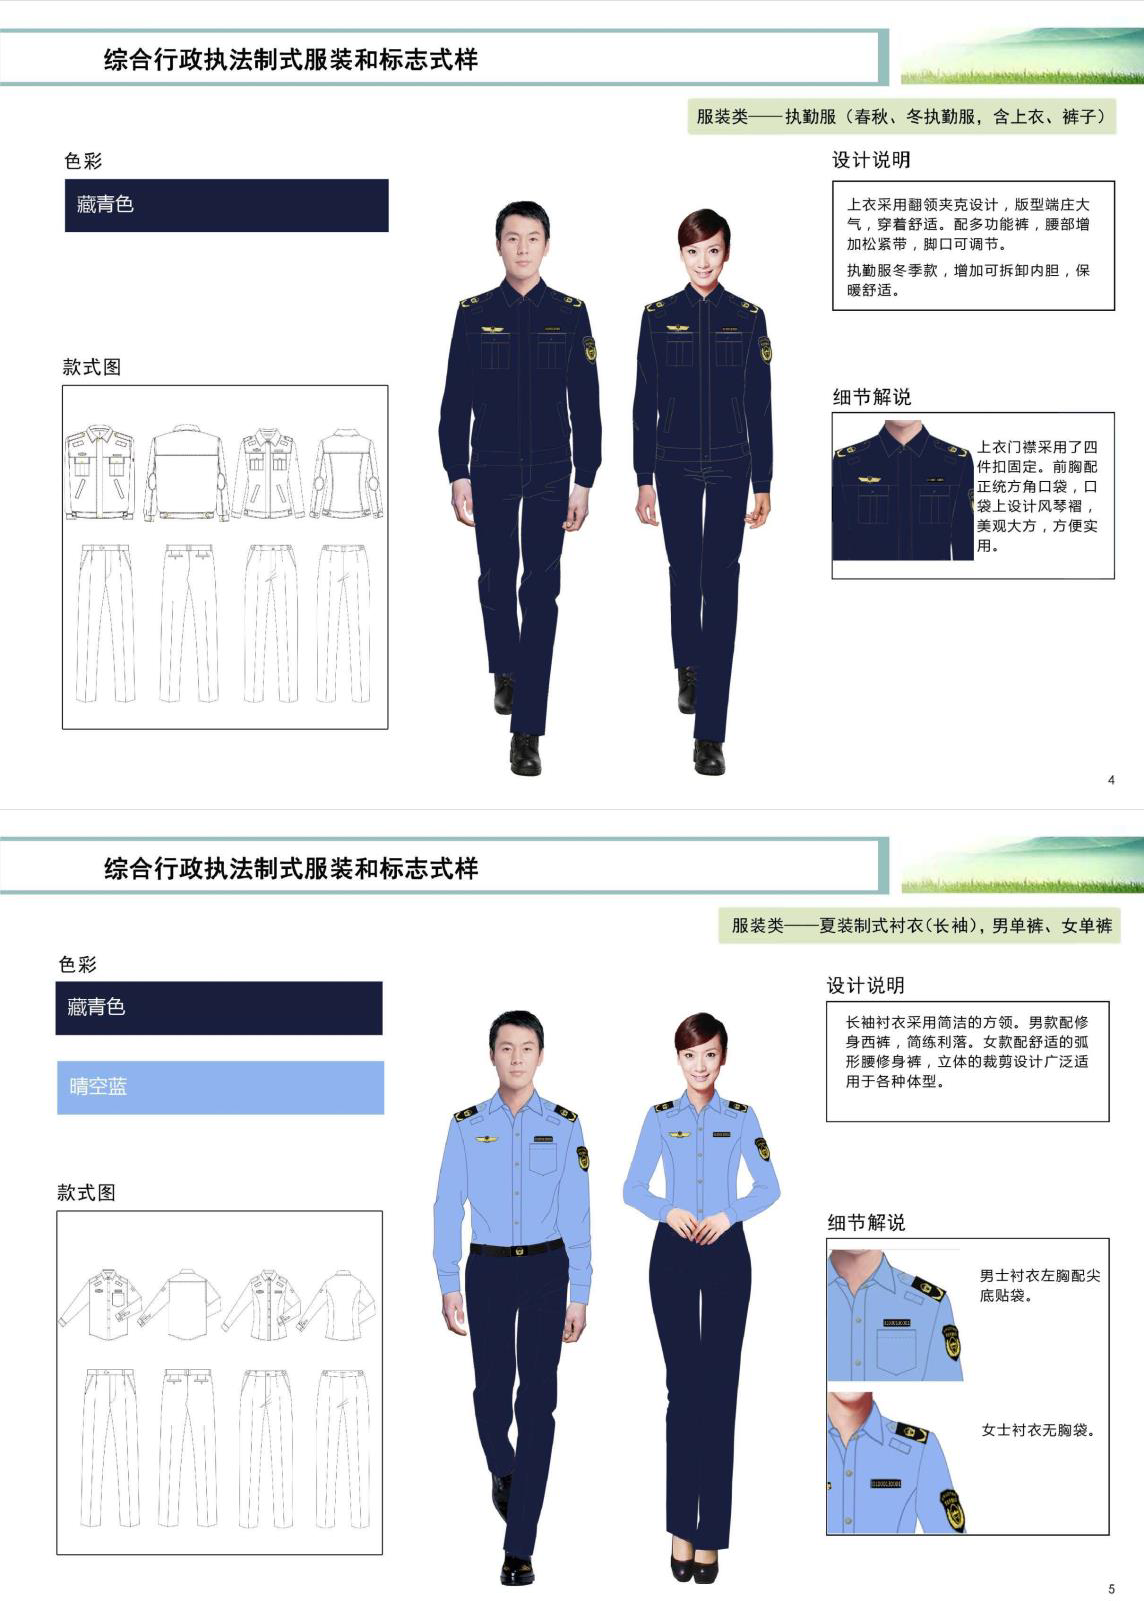 综合行政执法制式服装和标志式样
服装类——执勤服（春秋、冬执勤服，含上衣、裤子）
色彩
藏青色
款式图
设计说明
上衣采用翻领夹克设计，版型端庄大
气，穿着舒适。配多功能裤，腰部增
加松紧带，脚口可调节。
执勤服冬季款，增加可拆卸内胆，保
暖舒适。
细节解说
上衣门襟采用了四
件扣固定。前胸配
正统方角口袋，口
袋上设计风琴褶，
美观大方，方便实
用。
4
综合行政执法制式服装和标志式样
服装类——夏装制式衬衣(长袖)，男单裤、女单裤
色彩
藏青色
晴空蓝
款式图
设计说明
长袖衬衣采用简洁的方领。男款配修
身西裤，简练利落。女款配舒适的弧
形腰修身裤，立体的裁剪设计广泛适
用于各种体型。
细节解说
男士衬衣左胸配尖
底贴袋。
女士衬衣无胸袋。
5